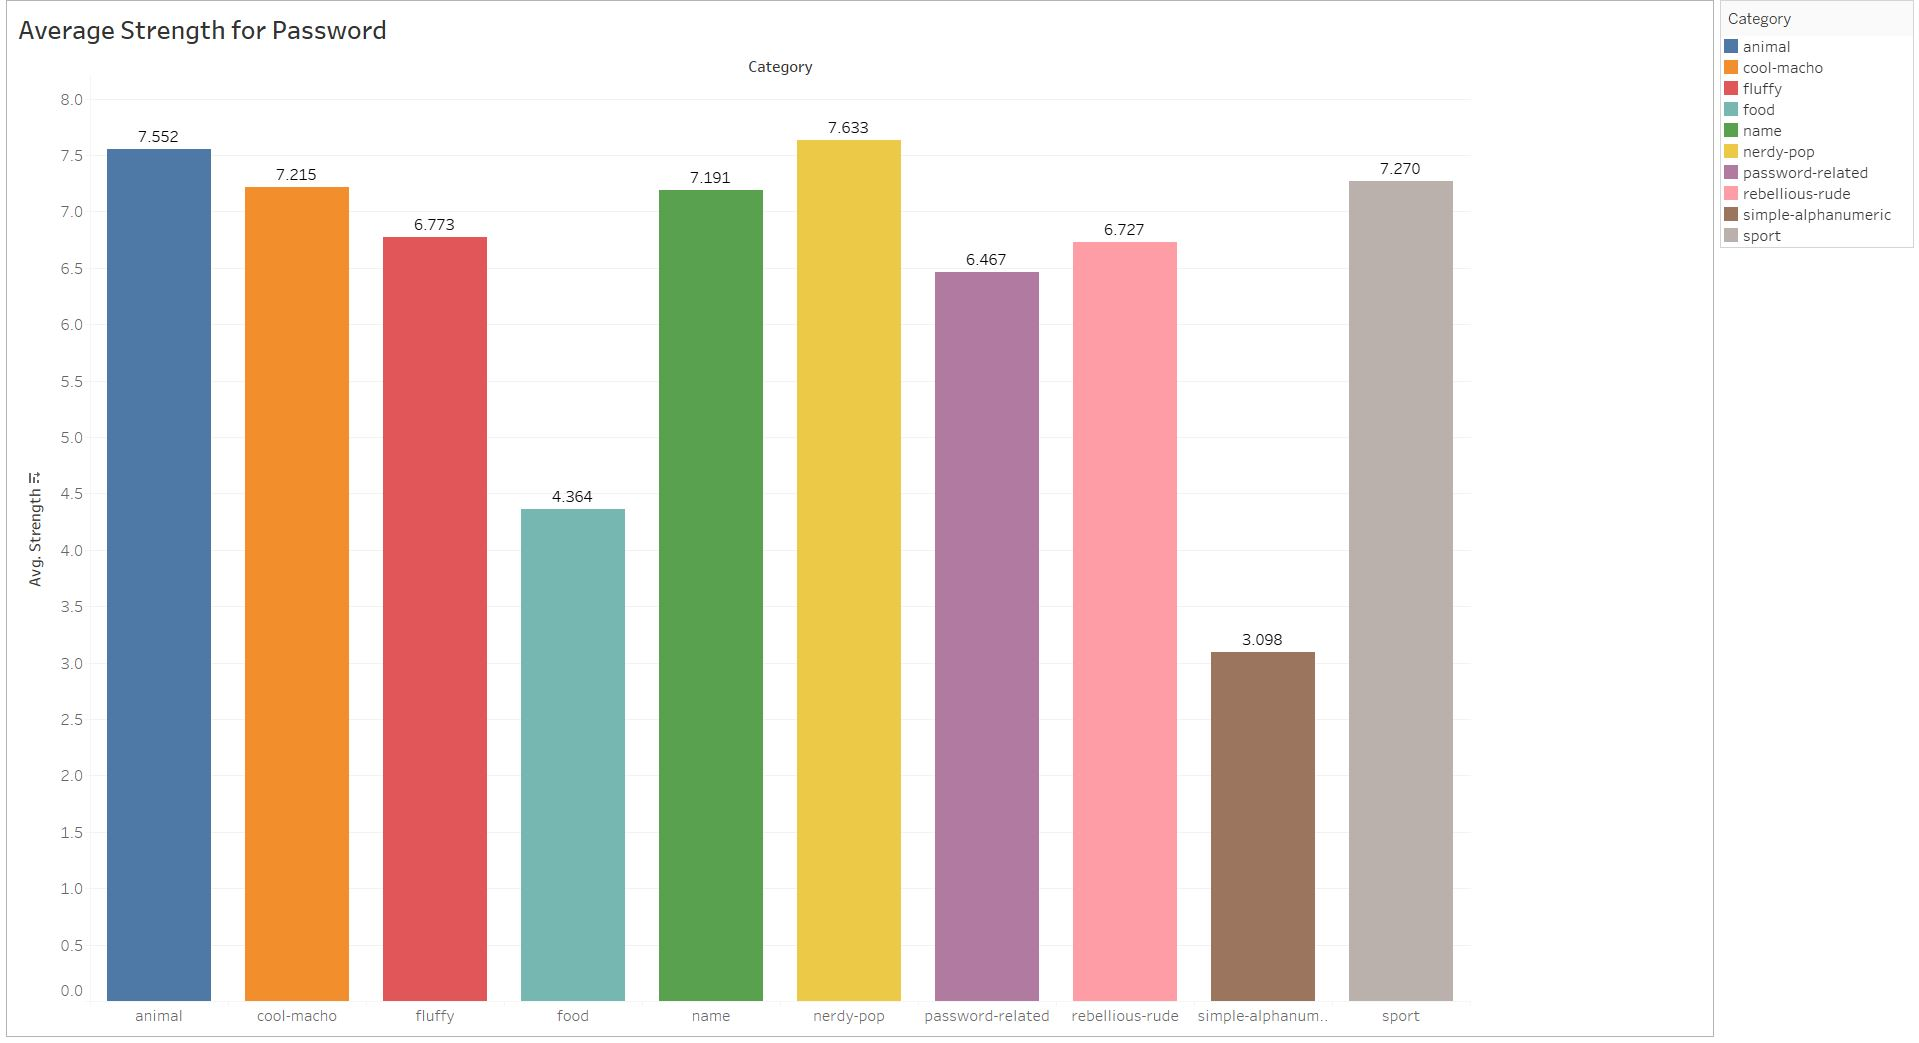 Average Strength for Password
Category
8.0
7.5
7.0
6.5
6.0
5.5
5.0
4.5
4.0
3.5
3.0
2.5
2.0
1.5
1.0
0.5
0.0
Avg. Strength
7.552
7.215
6.773
4.364
7.191
7.633
6.467
6.727
3.098
7.270
animal cool-macho fluffy food name nerdy-pop password-related rebellious-rude simple-alphanum.. sport
Category
animal
cool-macho
fluffy
food
name
nerdy-pop
password-related
rebellious-rude
simple-alphanumeric
sport